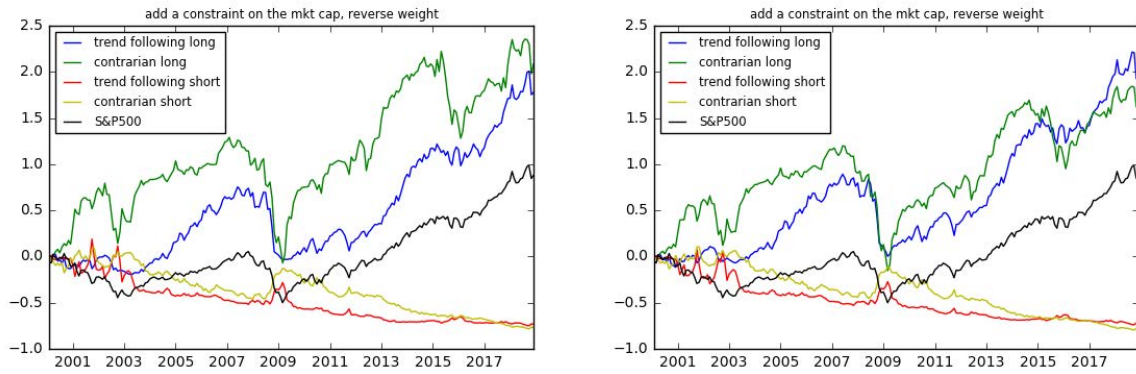 add a constraint on the mkt cap, reverse weight
2.5
2.0
1.5
1.0
0.5
0.0
−0.5
−1.0
trend following long
contrarian long
trend following short
contrarian short
S&P500
2001 2003 2005 2007 2009 2011 2013 2015 2017
add a constraint on the mkt cap, reverse weight
2.5
2.0
1.5
1.0
0.5
0.0
−0.5
−1.0
trend following long
contrarian long
trend following short
contrarian short
S&P500
2001 2003 2005 2007 2009 2011 2013 2015 2017